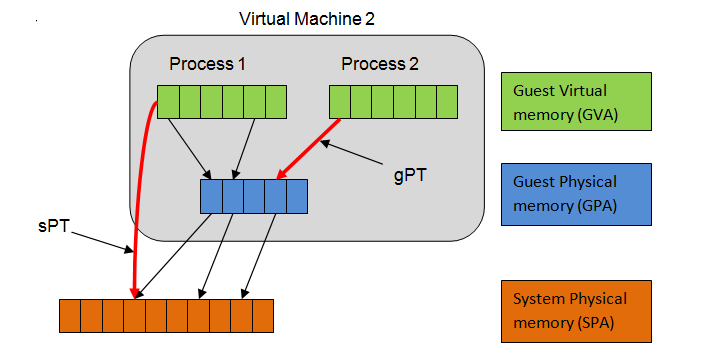 Virtual Machine 2
Process 1
Process 2
Guest Virtual
memory (GVA)
gPT
Guest Physical
memory (GPA)
sPT
System Physical
memory (SPA)